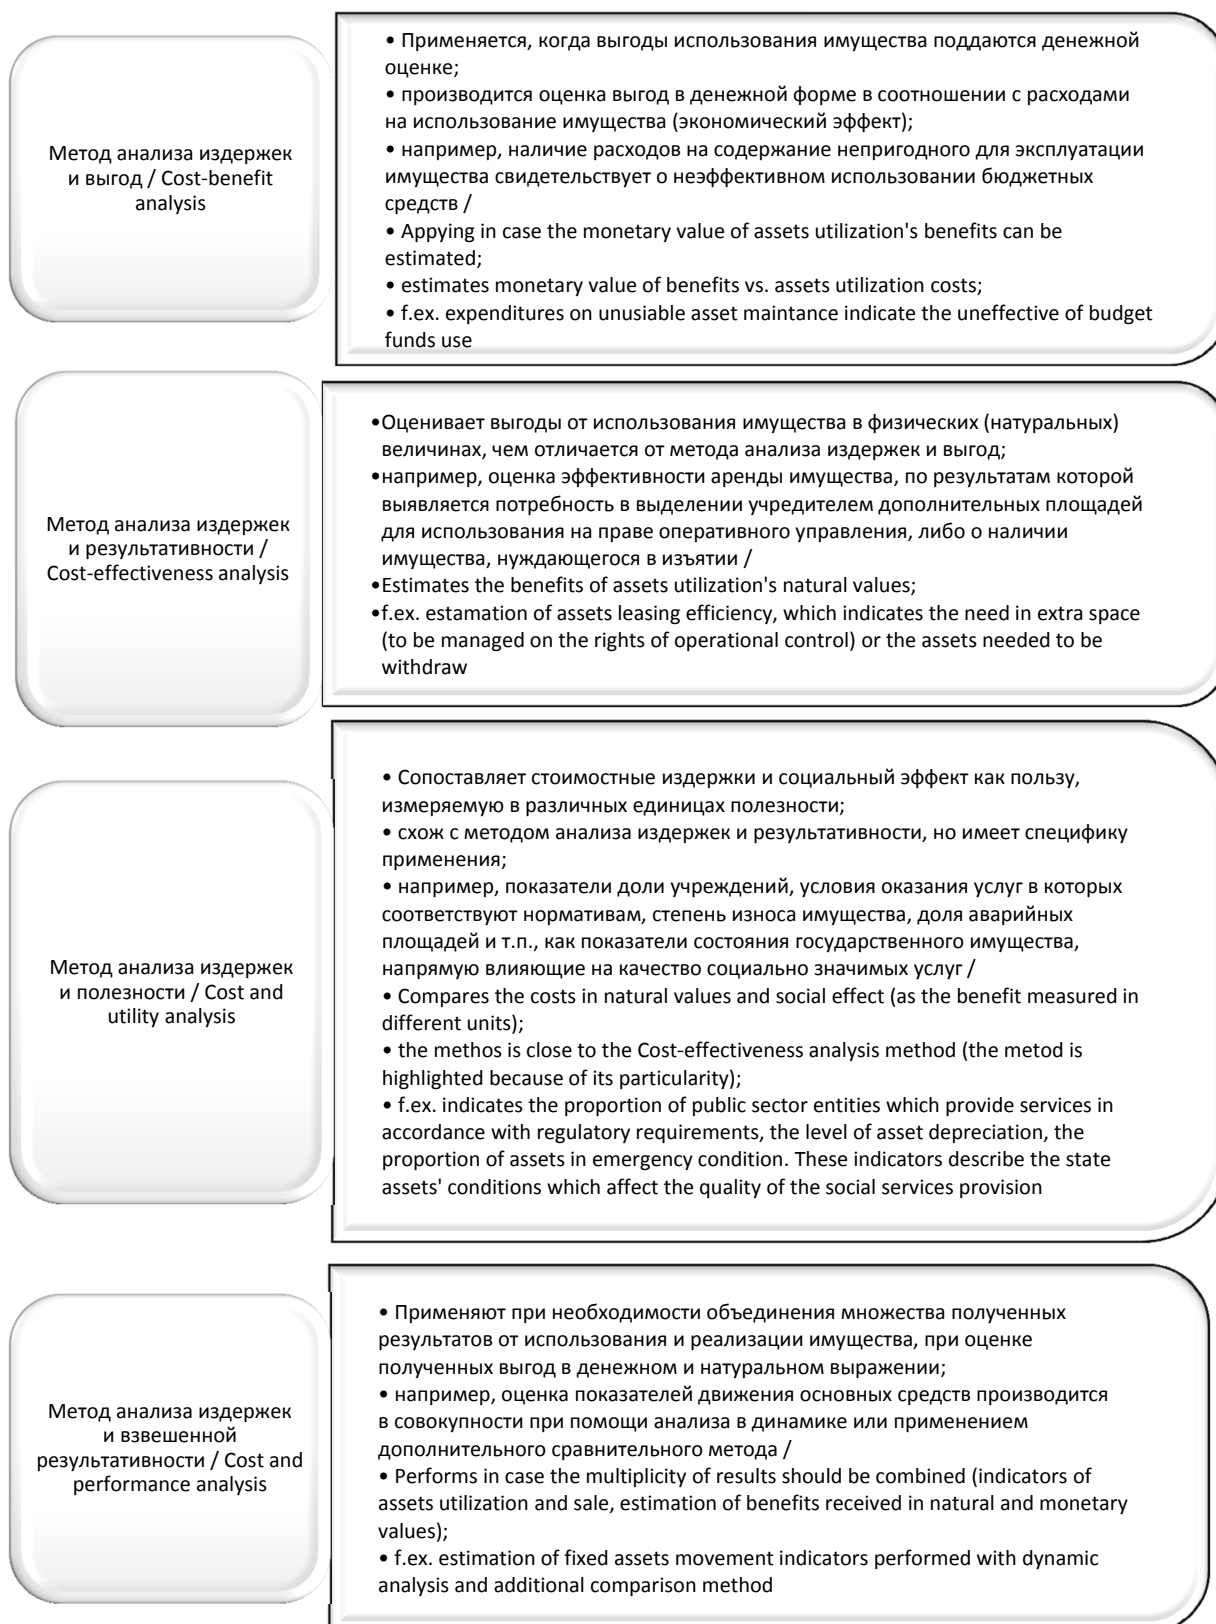 Метод анализа издержек
и выгод / Cost-benefit
analysis
• Применяется, когда выгоды использования имущества поддаются денежной
оценке;
• производится оценка выгод в денежной форме в соотношении с расходами
на использование имущества (экономический эффект);
• например, наличие расходов на содержание непригодного для эксплуатации
имущества свидетельствует о неэффективном использовании бюджетных
средств /
• Appying in case the monetary value of assets utilization's benefits can be
estimated;
• estimates monetary value of benefits vs. assets utilization costs;
• f.ex. expenditures on unusiable asset maintance indicate the uneffective of budget
funds use
Метод анализа издержек
и результативности /
Cost-effectiveness analysis
•Оценивает выгоды от использования имущества в физических (натуральных)
величинах, чем отличается от метода анализа издержек и выгод;
•например, оценка эффективности аренды имущества, по результатам которой
выявляется потребность в выделении учредителем дополнительных площадей
для использования на праве оперативного управления, либо о наличии
имущества, нуждающегося в изъятии /
•Estimates the benefits of assets utilization's natural values;
•f.ex. estamation of assets leasing efficiency, which indicates the need in extra space
(to be managed on the rights of operational control) or the assets needed to be
withdraw
Метод анализа издержек
и полезности / Cost and
utility analysis
• Сопоставляет стоимостные издержки и социальный эффект как пользу,
измеряемую в различных единицах полезности;
• схож с методом анализа издержек и результативности, но имеет специфику
применения;
• например, показатели доли учреждений, условия оказания услуг в которых
соответствуют нормативам, степень износа имущества, доля аварийных
площадей и т.п., как показатели состояния государственного имущества,
напрямую влияющие на качество социально значимых услуг /
• Compares the costs in natural values and social effect (as the benefit measured in
different units);
• the methos is close to the Cost-effectiveness analysis method (the metod is
highlighted because of its particularity);
• f.ex. indicates the proportion of public sector entities which provide services in
accordance with regulatory requirements, the level of asset depreciation, the
proportion of assets in emergency condition. These indicators describe the state
assets' conditions which affect the quality of the social services provision
Метод анализа издержек
и взвешенной
результативности / Cost and
performance analysis
• Применяют при необходимости объединения множества полученных
результатов от использования и реализации имущества, при оценке
полученных выгод в денежном и натуральном выражении;
• например, оценка показателей движения основных средств производится
в совокупности при помощи анализа в динамике или применением
дополнительного сравнительного метода /
• Performs in case the multiplicity of results should be combined (indicators of
assets utilization and sale, estimation of benefits received in natural and monetary
values);
• f.ex. estimation of fixed assets movement indicators performed with dynamic
analysis and additional comparison method